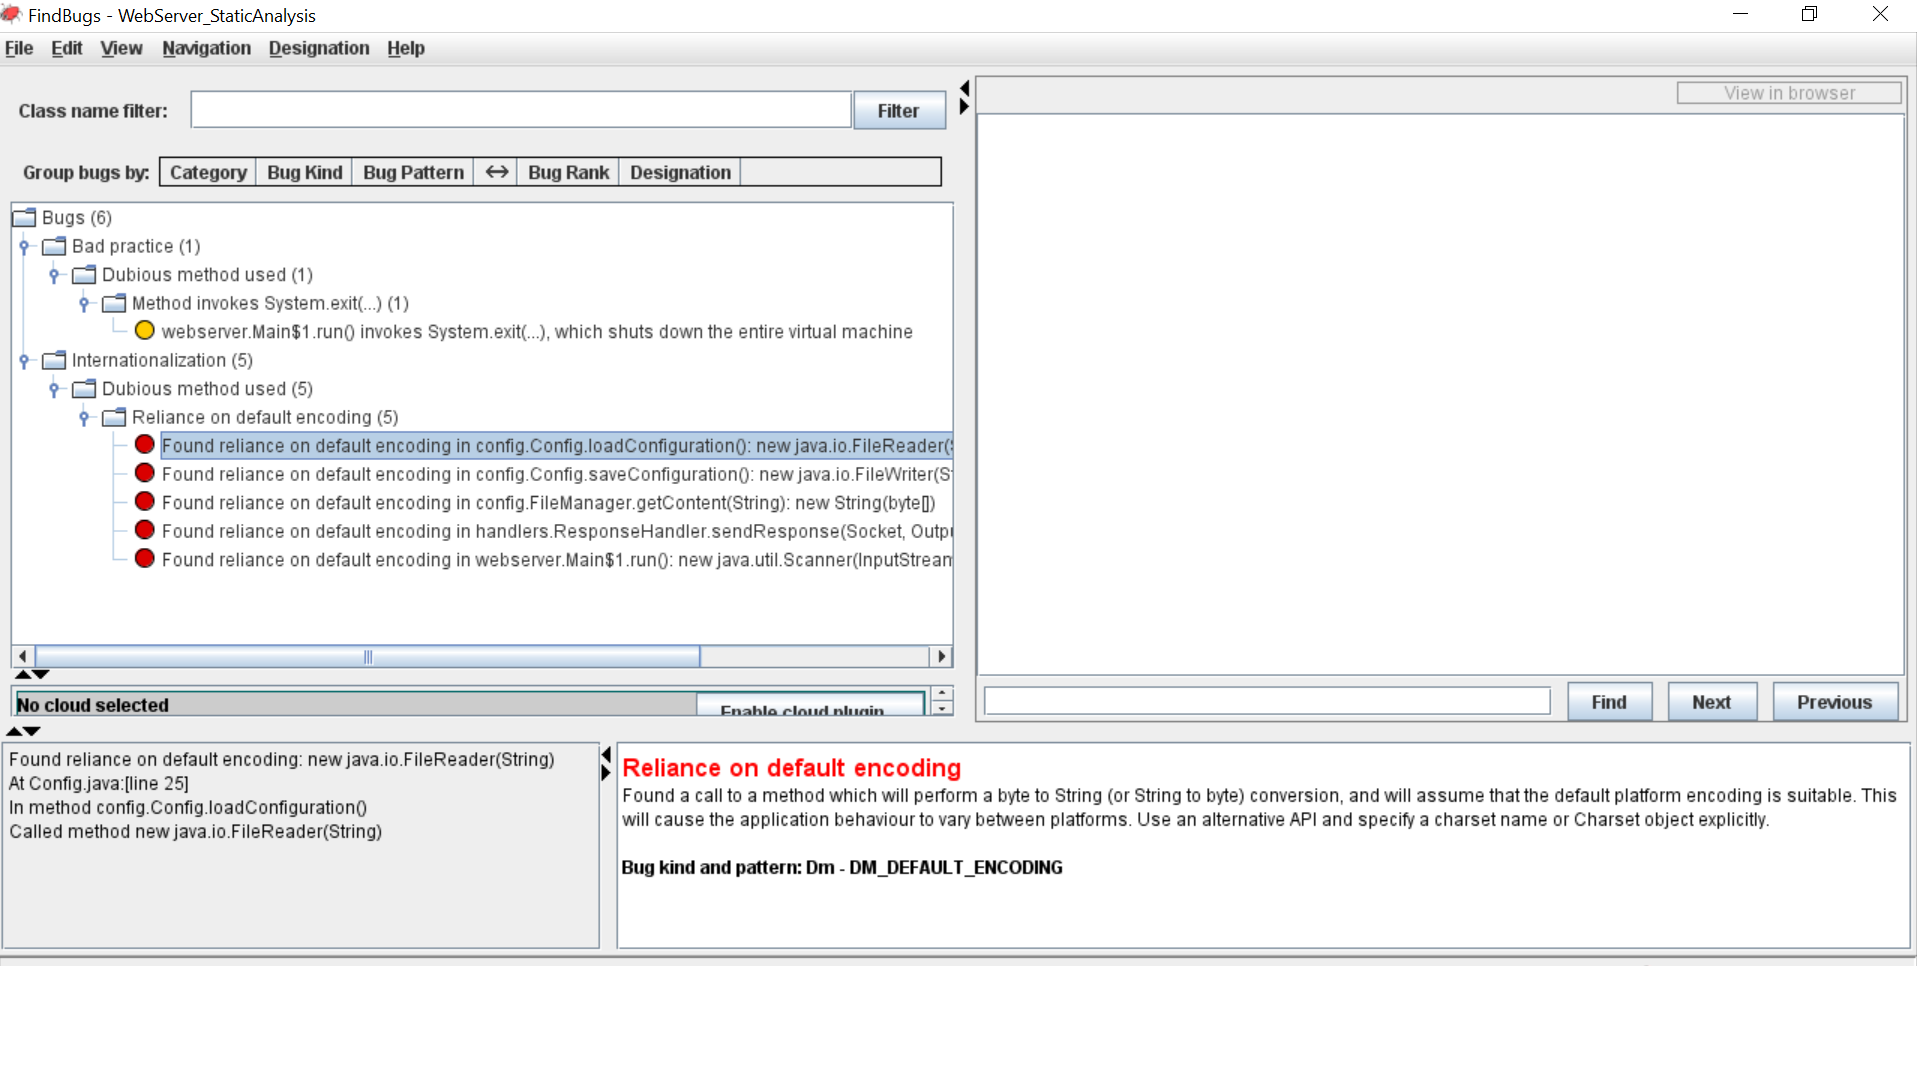 FindBugs - WebServer_StaticAnalysis
File Edit View Navigation Designation Help
Class name filter: Filter
View in browser
Group bugs by: Category Bug Kind Bug Pattern Bug Rank Designation
Bugs (6)
Bad practice (1)
Dubious method used (1)
Method invokes System.exit(...) (1)
webserver.Main$1.run() invokes System.exit(...), which shuts down the entire virtual machine
Internationalization (5)
Dubious method used (5)
Reliance on default encoding (5)
Found reliance on default encoding in config.Config.loadConfiguration(): new java.io.FileReader(
Found reliance on default encoding in config.Config.saveConfiguration(): new java.io.FileWriter(S
Found reliance on default encoding in config.FileManager.getContent(String): new String(byte[])
Found reliance on default encoding in handlers.ResponseHandler.sendResponse(Socket, Outp
Found reliance on default encoding in webserver.Main$1.run(): new java.util.Scanner(InputStream
No cloud selected
Enable cloud plugin
Find Next Previous
Found reliance on default encoding: new java.io.FileReader(String)
At Config.java:[line 25]
In method config.Config.loadConfiguration()
Called method new java.io.FileReader(String)
Reliance on default encoding
Found a call to a method which will perform a byte to String (or String to byte) conversion, and will assume that the default platform encoding is suitable. This
will cause the application behaviour to vary between platforms. Use an alternative API and specify a charset name or Charset object explicitly.
Bug kind and pattern: Dm - DM_DEFAULT_ENCODING